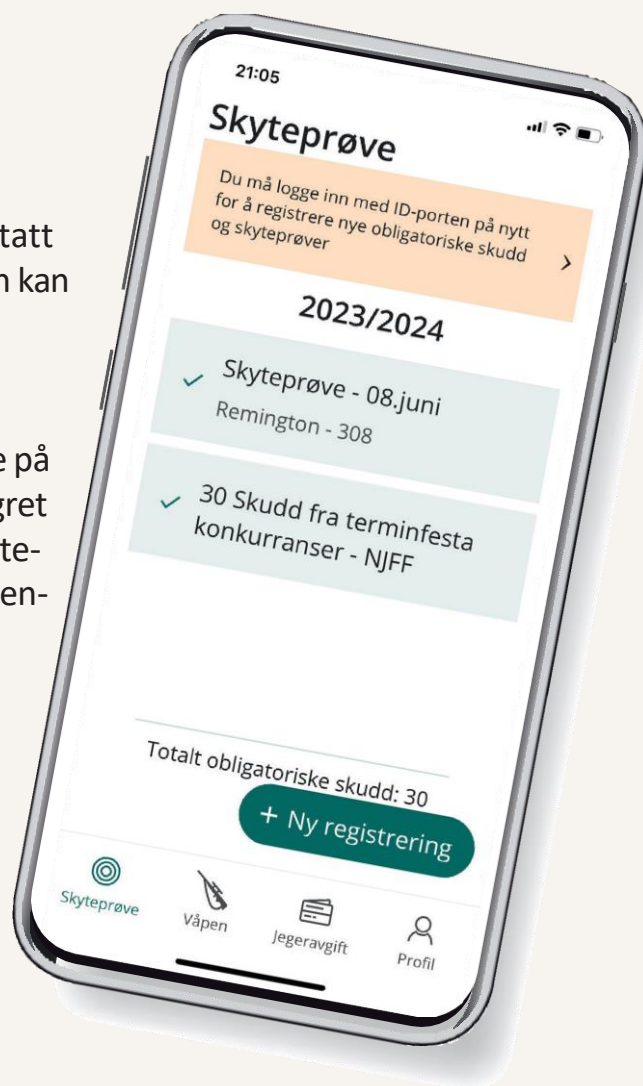 tatt
n kan
e på
gret
te-
en-
21:05
Skyteprøve
Du må logge inn med ID-porten på nytt
for å registrere nye obligatoriske skudd
og skyteprøver
2023/2024
Skyteprøve - 08.juni
Remington - 308
30 Skudd fra terminfesta
konkurranser - NJFF
Totalt obligatoriske skudd: 30
+ Ny registrering
Skyteprøve
Våpen
Jegeravgift
Profil